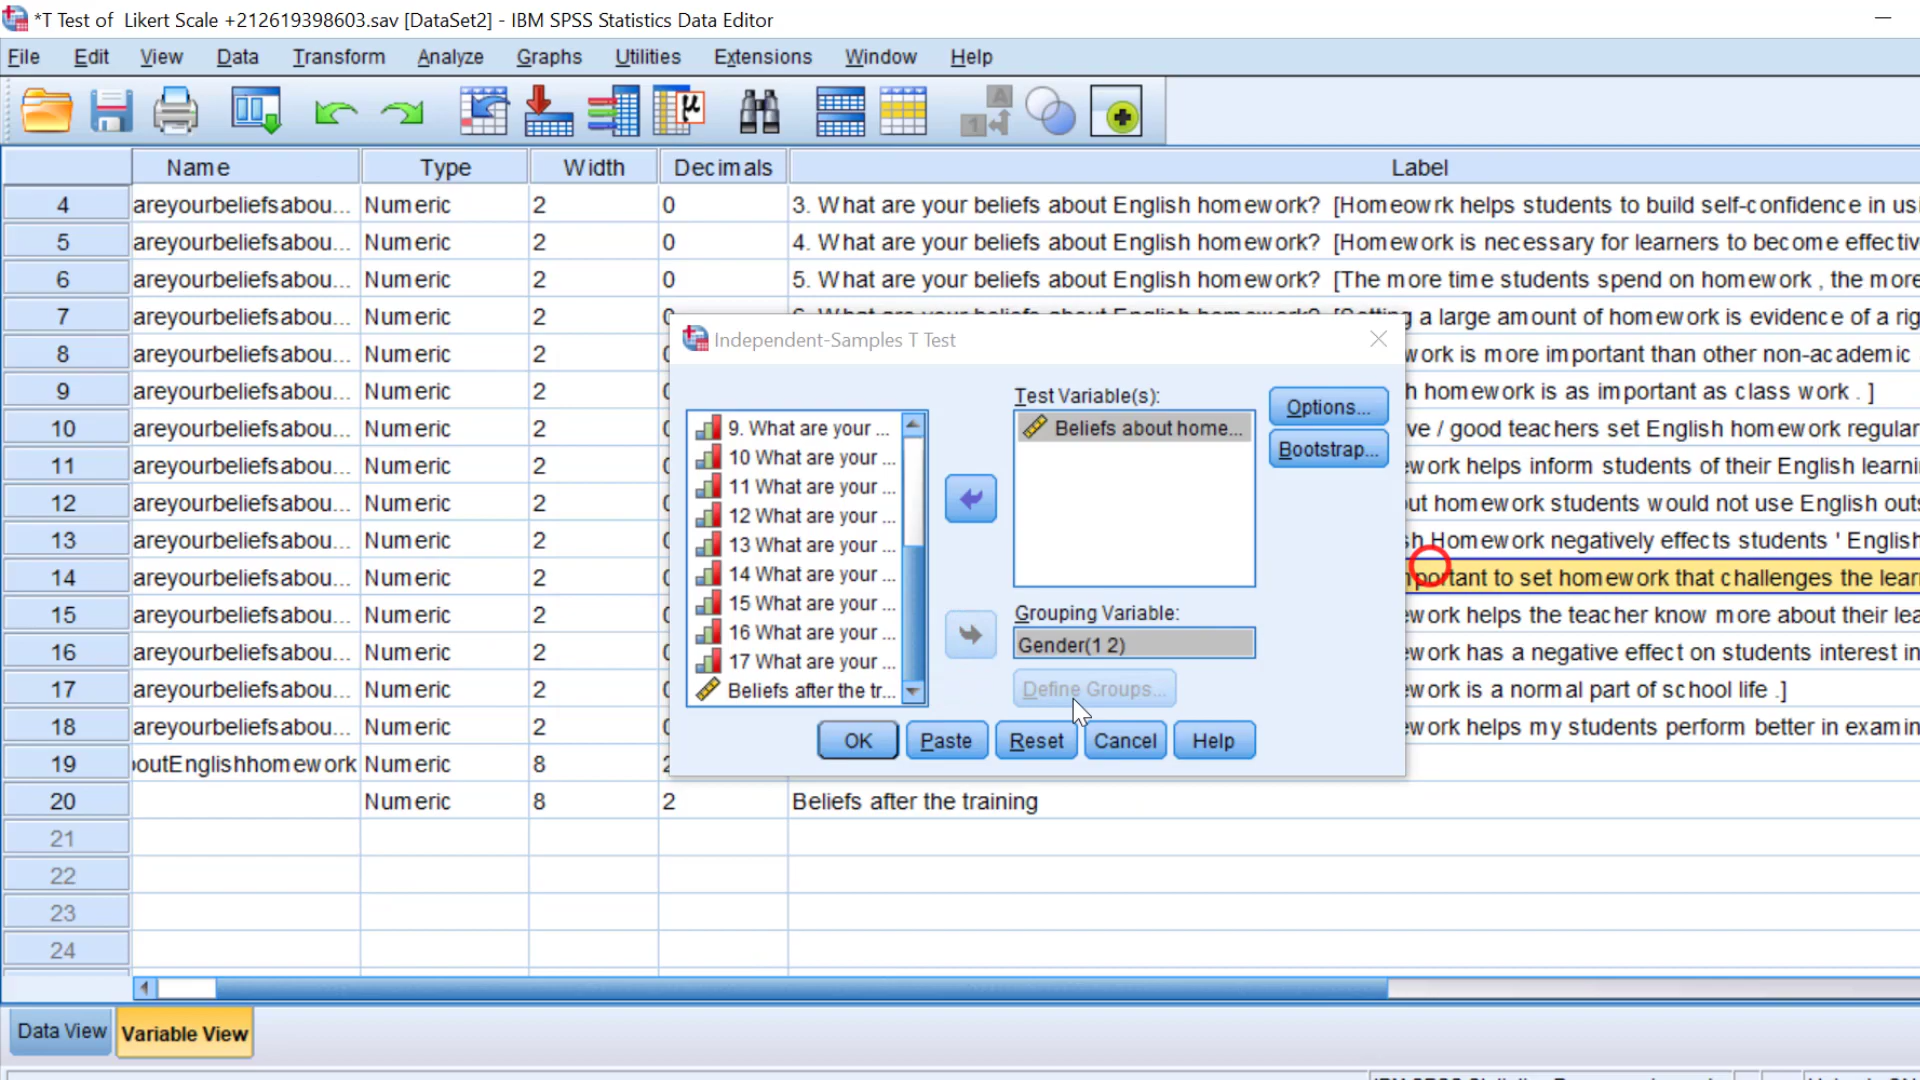 *T Test of Likert Scale +212619398603.sav [DataSet2] - IBM SPSS Statistics Data Editor
File Edit View Data Transform Analyze Graphs Utilities Extensions Window Help
Name Type Width Decimals Label
4 areyourbeliefsabou... Numeric 2 0 3. What are your beliefs about English homework? [Homeowrk helps students to build self-confidence in usi
5 areyourbeliefsabou... Numeric 2 0 4. What are your beliefs about English homework? [Homework is necessary for learners to become effectiv
6 areyourbeliefsabou... Numeric 2 0 5. What are your beliefs about English homework? [The more time students spend on homework , the more
7 areyourbeliefsabou... Numeric 2 a large amount of homework is evidence of a rig
8 areyourbeliefsabou... Numeric 2 work is more important than other non-academic
9 areyourbeliefsabou... Numeric 2 h homework is as important as class work . ]
10 areyourbeliefsabou... Numeric 2 ve / good teachers set English homework regular
11 areyourbeliefsabou... Numeric 2 ework helps inform students of their English learni
12 areyourbeliefsabou... Numeric 2 out homework students would not use English outs
13 areyourbeliefsabou... Numeric 2 sh Homework negatively effects students ' English
14 areyourbeliefsabou... Numeric 2 portant to set homework that challenges the lear
15 areyourbeliefsabou... Numeric 2 ework helps the teacher know more about their lea
16 areyourbeliefsabou... Numeric 2 ework has a negative effect on students interest in
17 areyourbeliefsabou... Numeric 2 ework is a normal part of school life .]
18 areyourbeliefsabou... Numeric 2 ework helps my students perform better in examin
19 outEnglishhomework Numeric 8 2
20 Numeric 8 2 Beliefs after the training
21
22
23
24
Independent-Samples T Test
9. What are your ...
10 What are your ...
11 What are your ...
12 What are your ...
13 What are your ...
14 What are your ...
15 What are your ...
16 What are your ...
17 What are your ...
Beliefs after the tr...
Test Variable(s):
Beliefs about home...
Options...
Bootstrap...
Grouping Variable:
Gender(1 2)
Define Groups...
OK Paste Reset Cancel Help
Data View Variable View